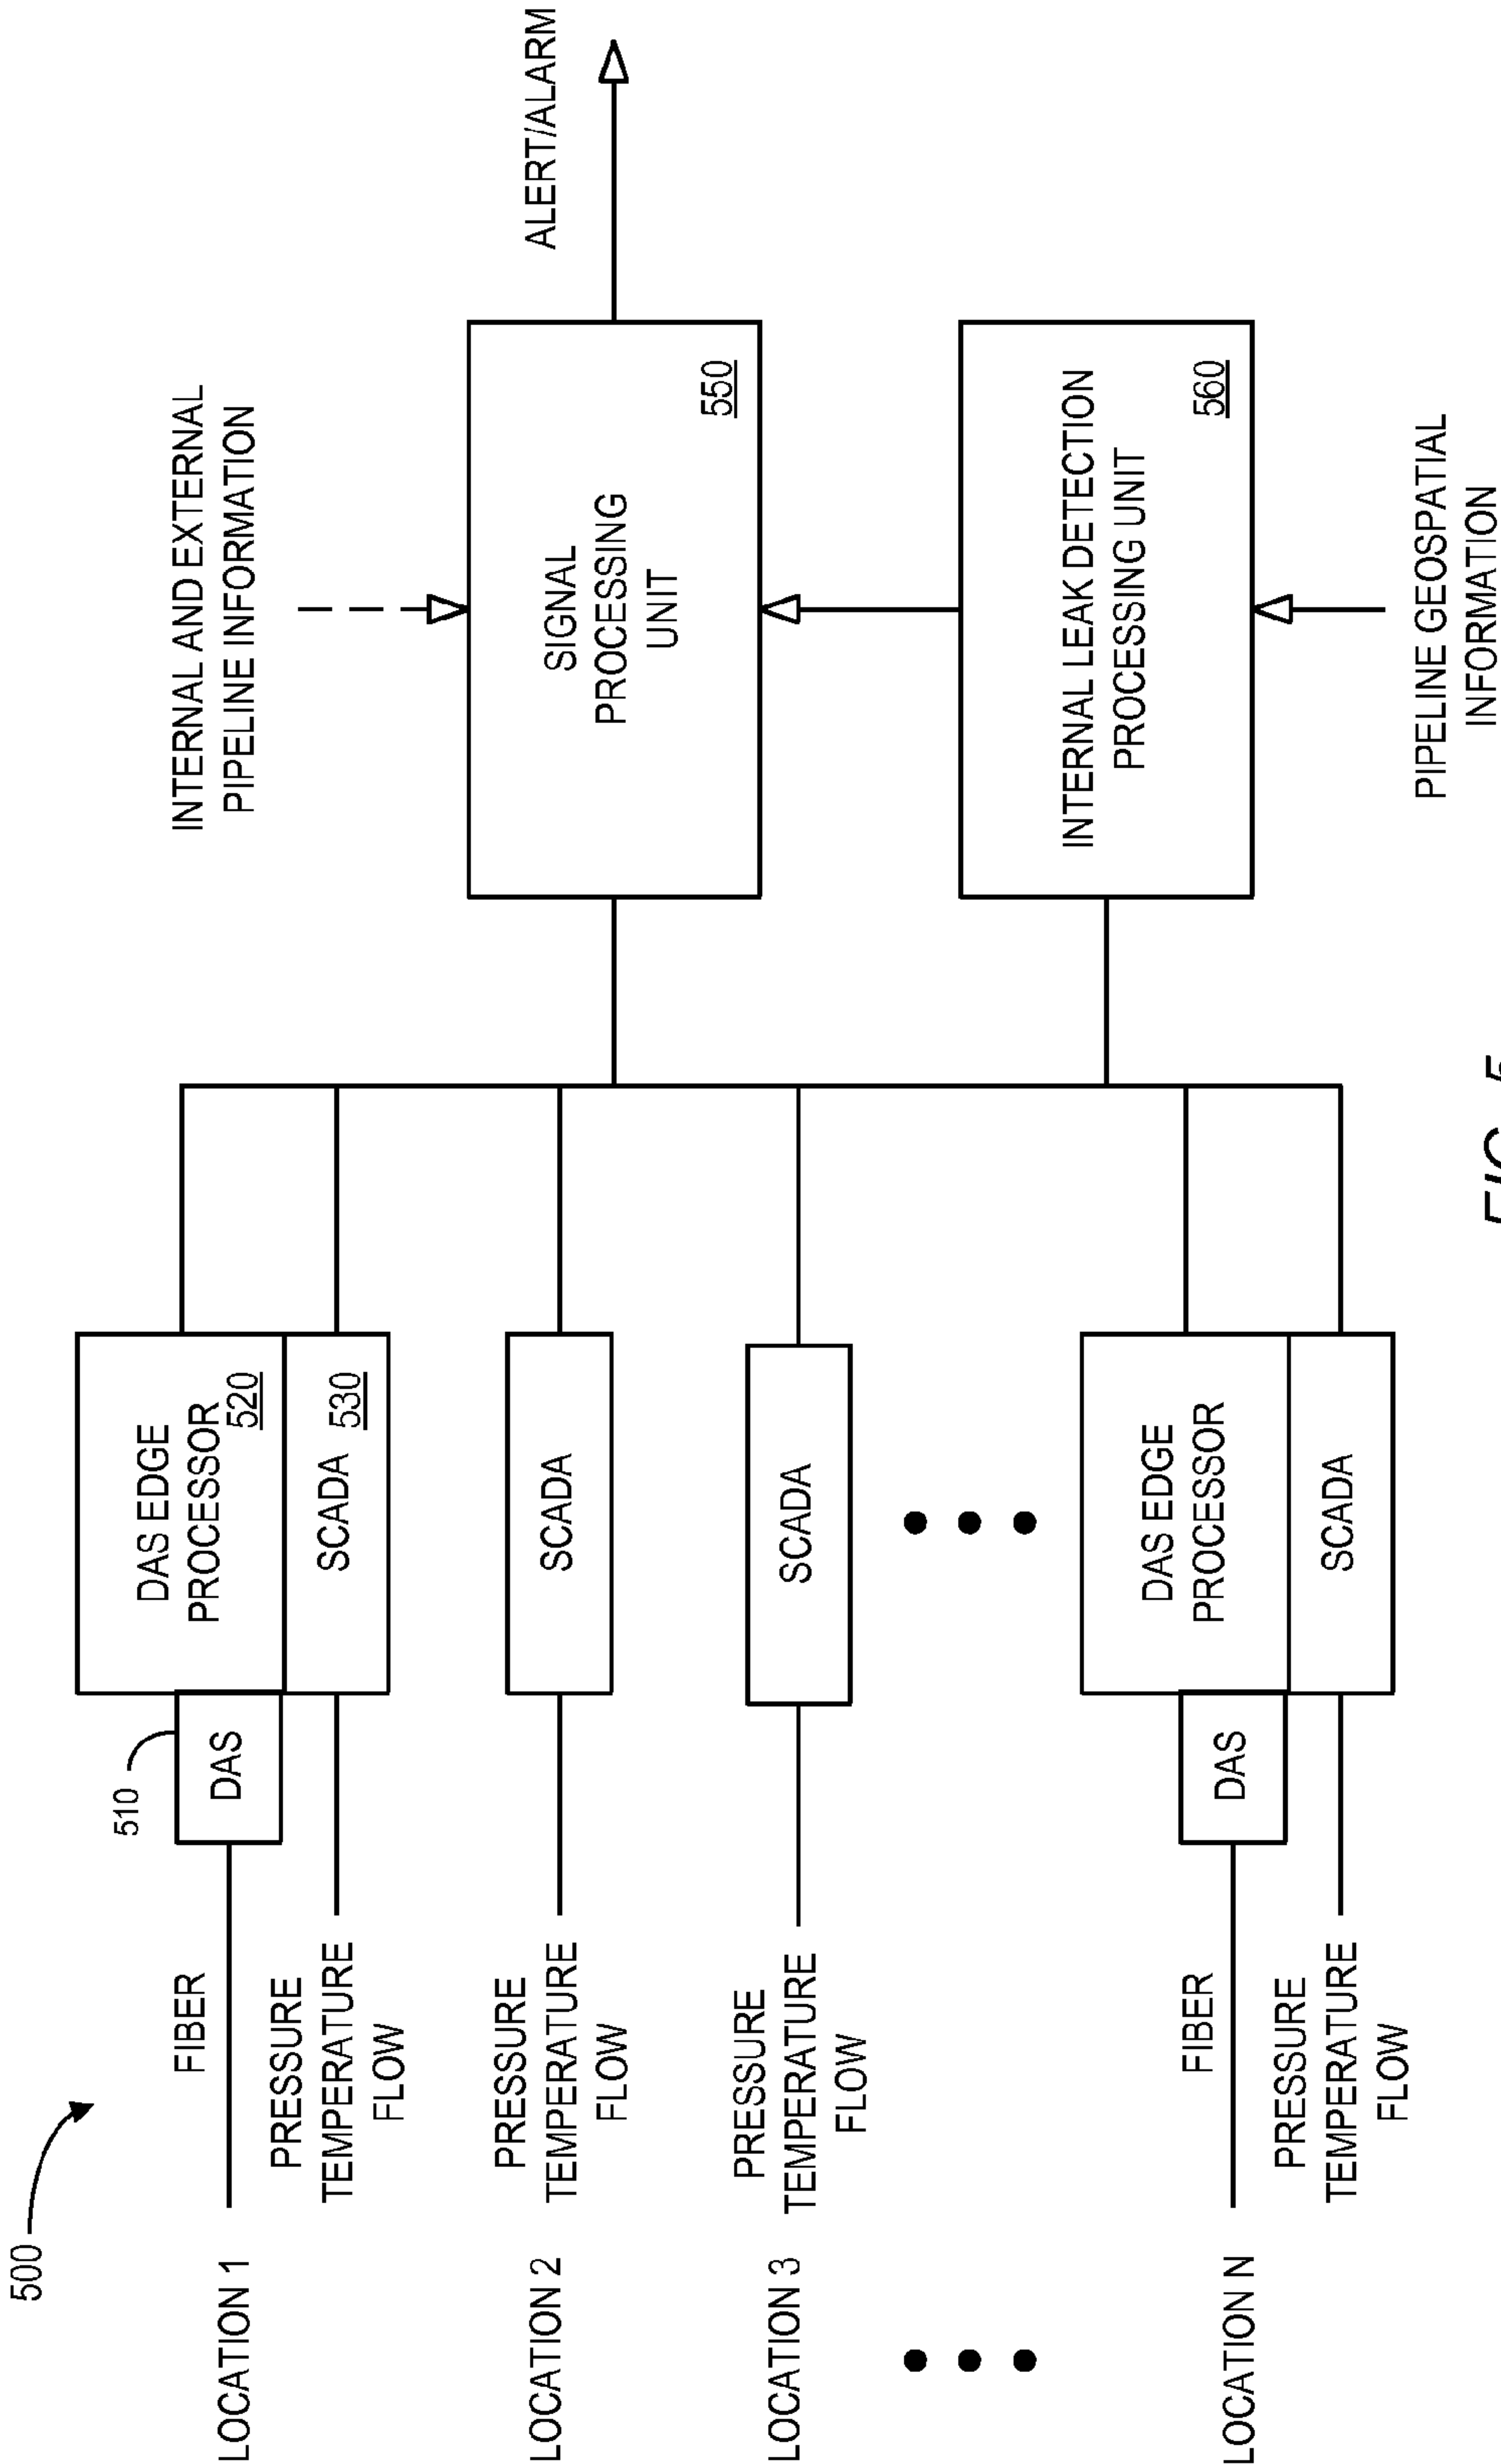 500
LOCATION 1
FIBER
PRESSURE
TEMPERATURE
FLOW
510
DAS
DAS EDGE
PROCESSOR
520
SCADA
530
LOCATION 2
PRESSURE
TEMPERATURE
FLOW
SCADA
LOCATION 3
PRESSURE
TEMPERATURE
FLOW
SCADA
LOCATION N
FIBER
PRESSURE
TEMPERATURE
FLOW
DAS
DAS EDGE
PROCESSOR
SCADA
INTERNAL AND EXTERNAL
PIPELINE INFORMATION
SIGNAL
PROCESSING
UNIT
550
ALERT/ALARM
INTERNAL LEAK DETECTION
PROCESSING UNIT
560
PIPELINE GEOSPATIAL
INFORMATION
FIG. 5